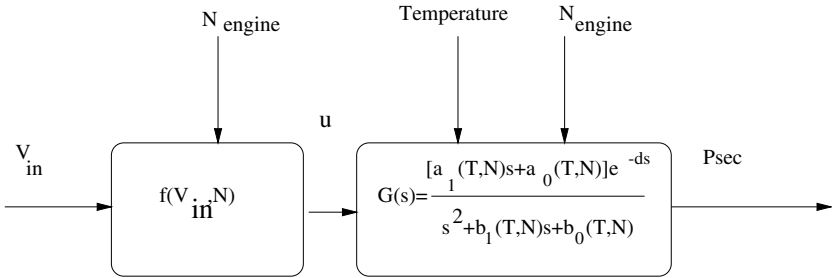 N engine
Temperature
N engine
u
V in
f(V in, N)
G(s)= [a 1 (T,N)s+a 0 (T,N)]e -ds
s 2 +b 1 (T,N)s+b 0 (T,N)
Psec